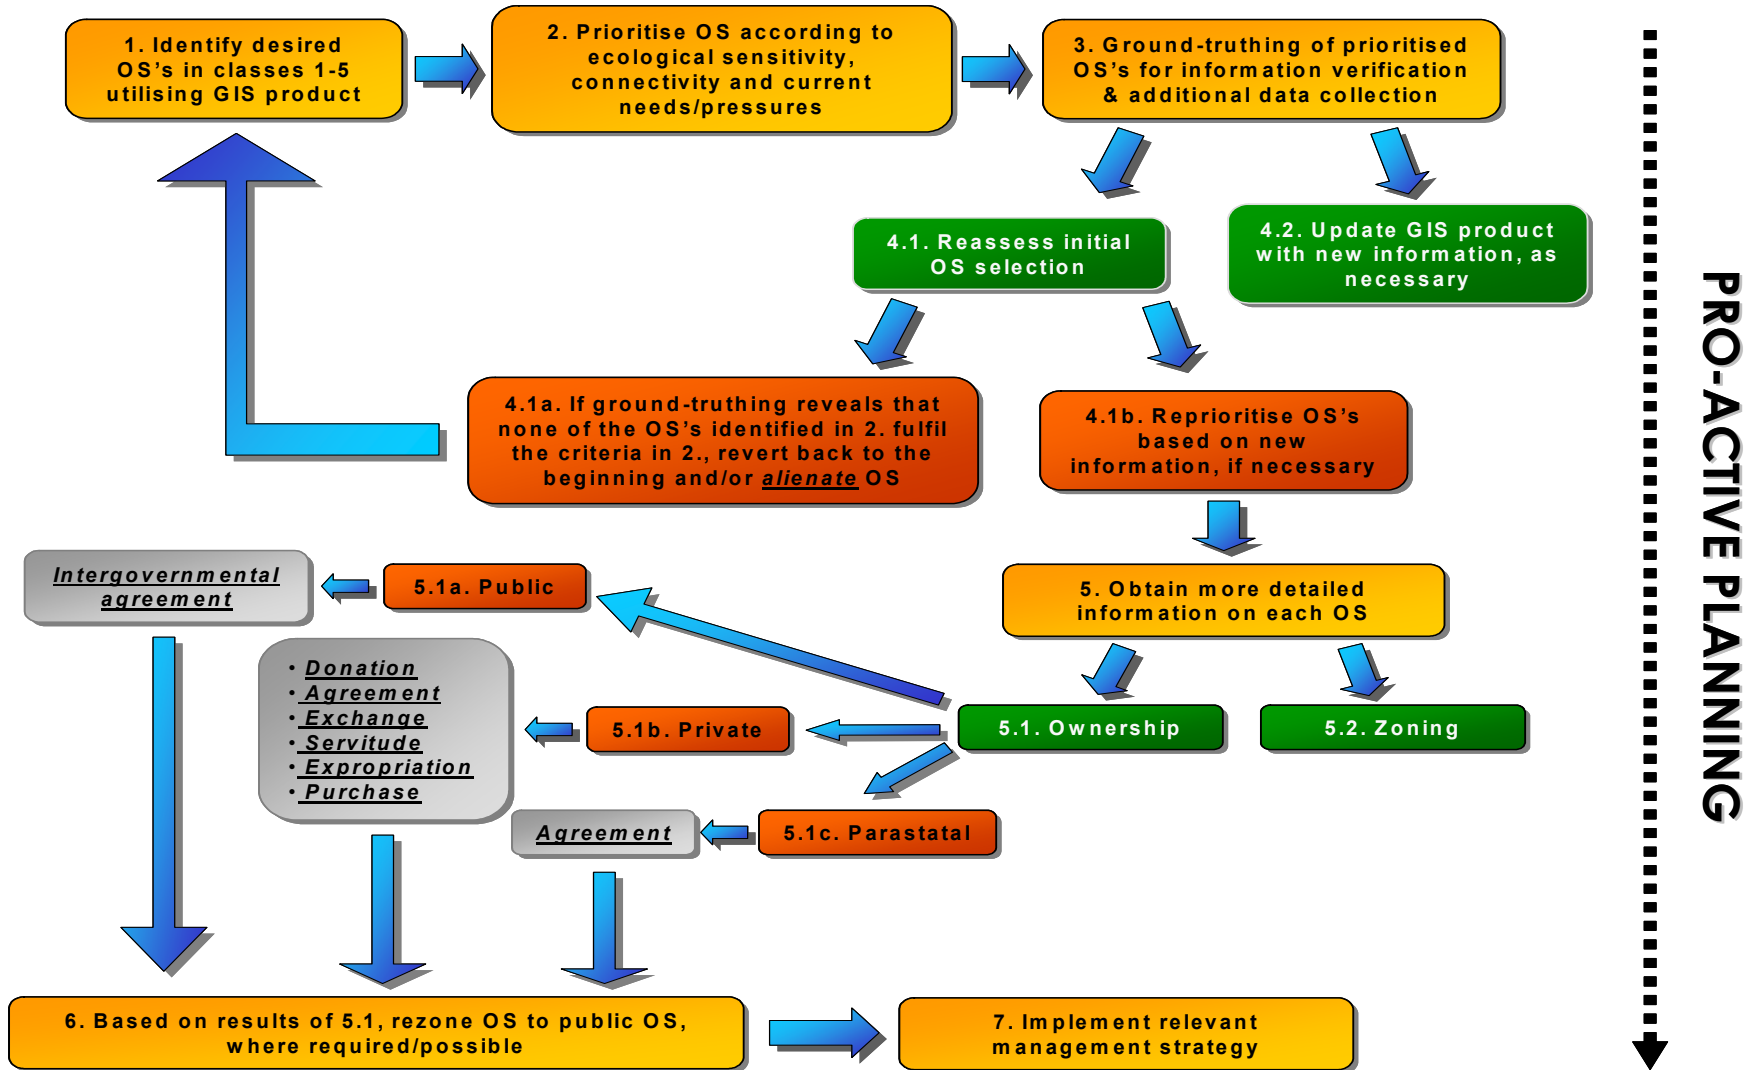 1. Identify desired
OS's in classes 1-5
utilising GIS product
2. Prioritise OS according to
ecological sensitivity,
connectivity and current
needs/pressures
3. Ground-truthing of prioritised
OS's for information verification
& additional data collection
4.1. Reassess initial
OS selection
4.2. Update GIS product
with new information, as
necessary
4.1a. If ground-truthing reveals that
none of the OS's identified in 2. fulfil
the criteria in 2., revert back to the
beginning and/or alienate OS
4.1b. Reprioritise OS's
based on new
information, if necessary
5. Obtain more detailed
information on each OS
5.1. Ownership
5.2. Zoning
5.1a. Public
Intergovernmental
agreement
5.1b. Private
• Donation
• Agreement
• Exchange
• Servitude
• Expropriation
• Purchase
5.1c. Parastatal
Agreement
6. Based on results of 5.1, rezone OS to public OS,
where required/possible
7. Implement relevant
management strategy
PRO-ACTIVE PLANNING